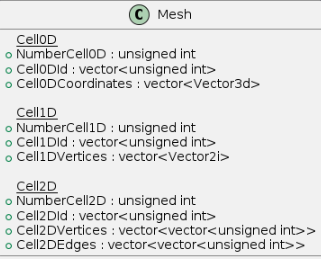 C Mesh
Cell0D
NumberCell0D : unsigned int
Cell0DId : vector<unsigned int>
Cell0DCoordinates : vector<Vector3d>
Cell1D
NumberCell1D : unsigned int
Cell1DId : vector<unsigned int>
Cell1DVertices : vector<Vector2i>
Cell2D
NumberCell2D : unsigned int
Cell2DId : vector<unsigned int>
Cell2DVertices : vector<vector<unsigned int>>
Cell2DEdges : vector<vector<unsigned int>>